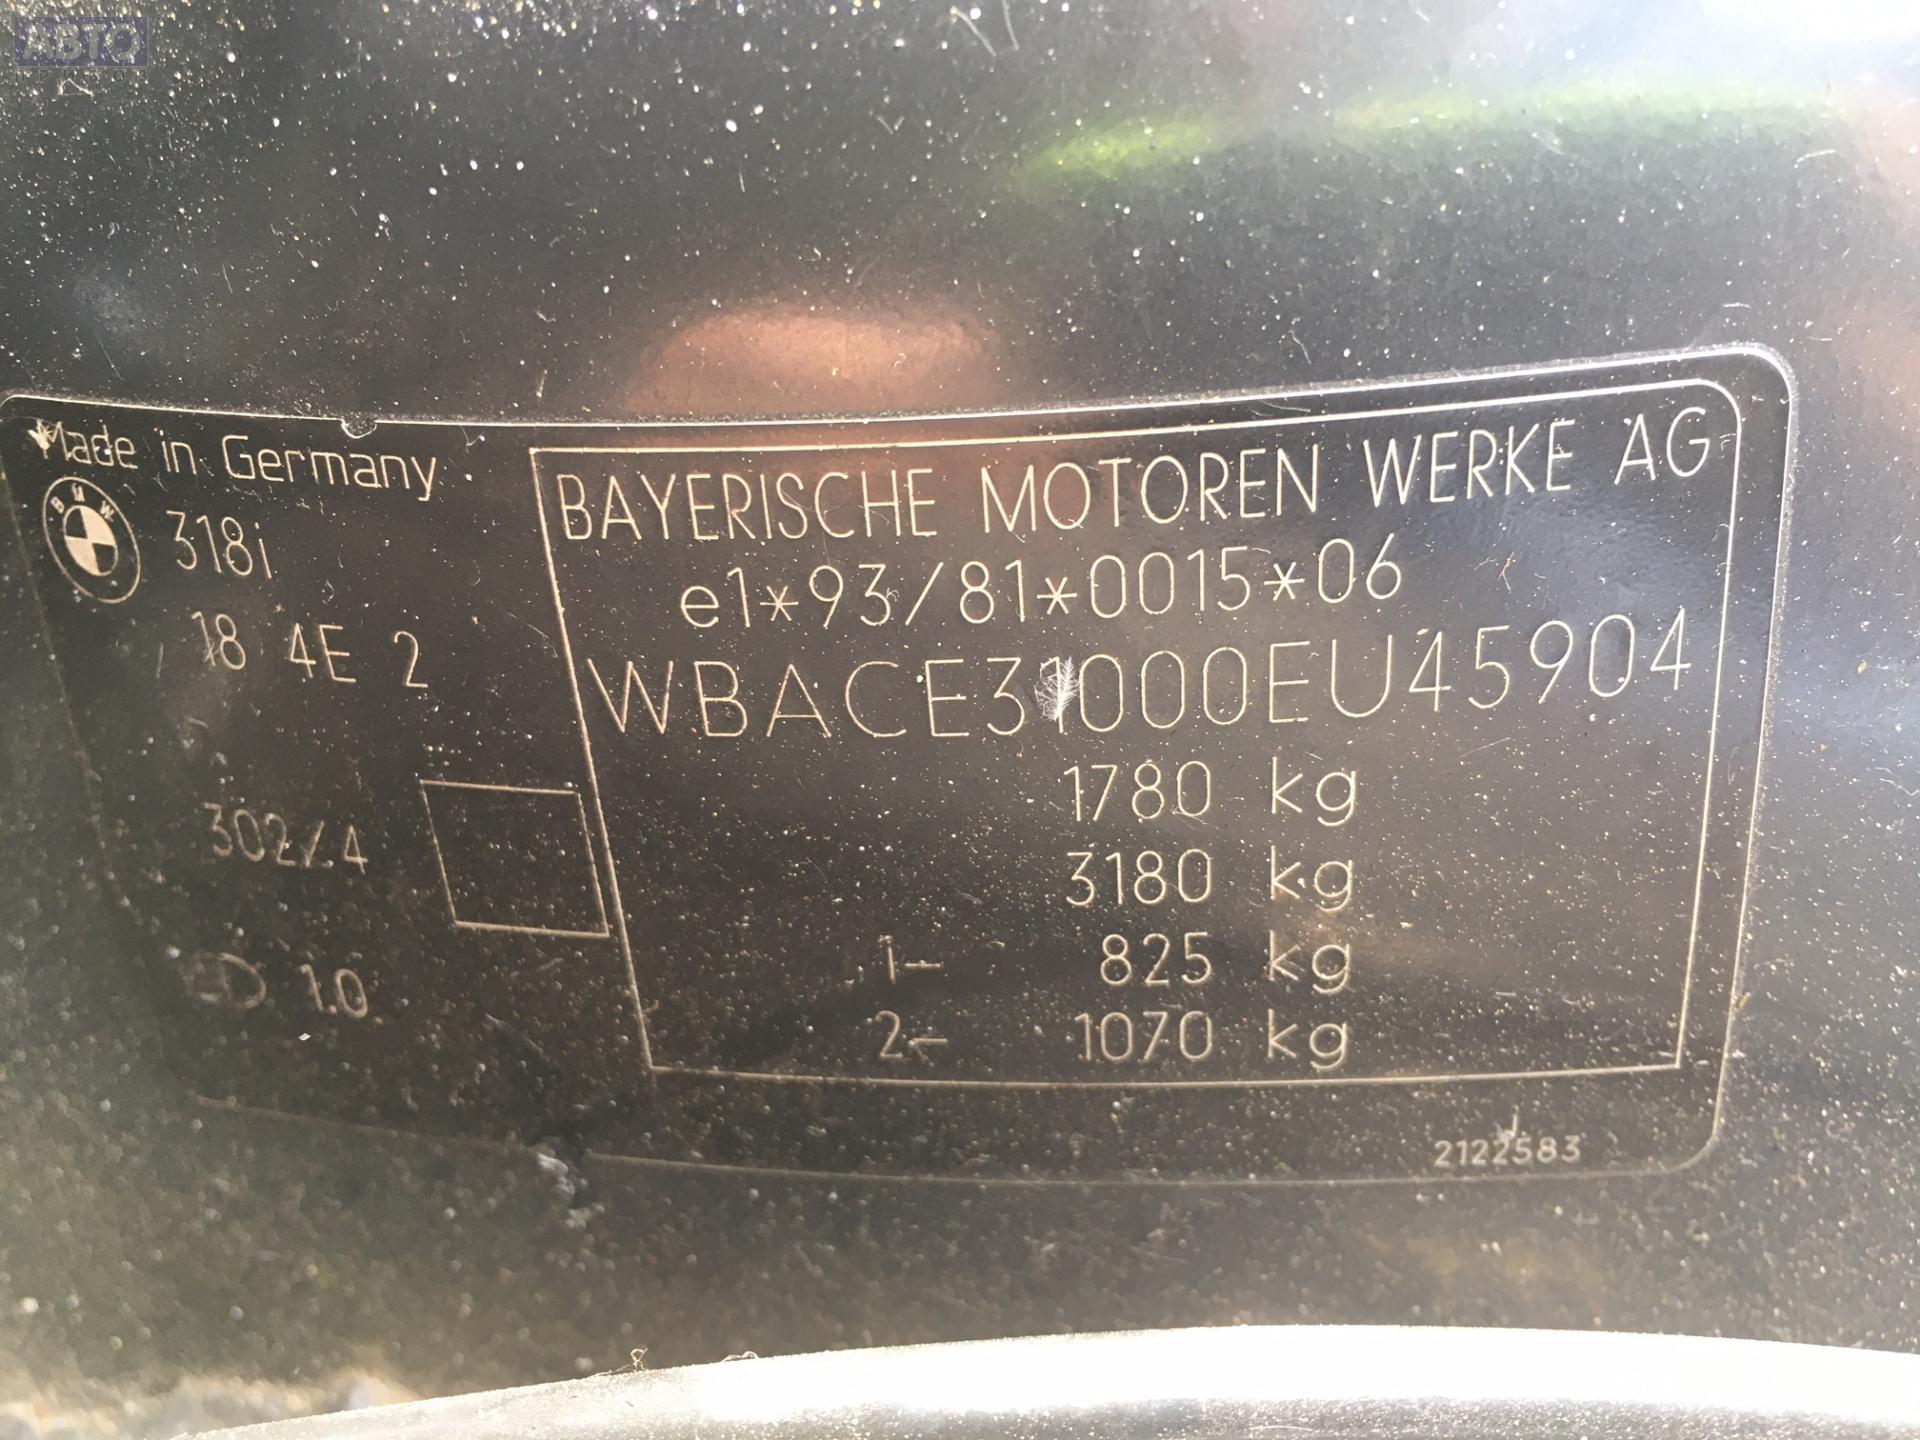 АВТО
Made in Germany
BMW
318i
18 4E 2
302/4
1.0
BAYERISCHE MOTOREN WERKE AG
e1*93/81*0015*06
WBACE31000EU45904
1780 kg
3180 kg
1- 825 kg
2- 1070 kg
2122583